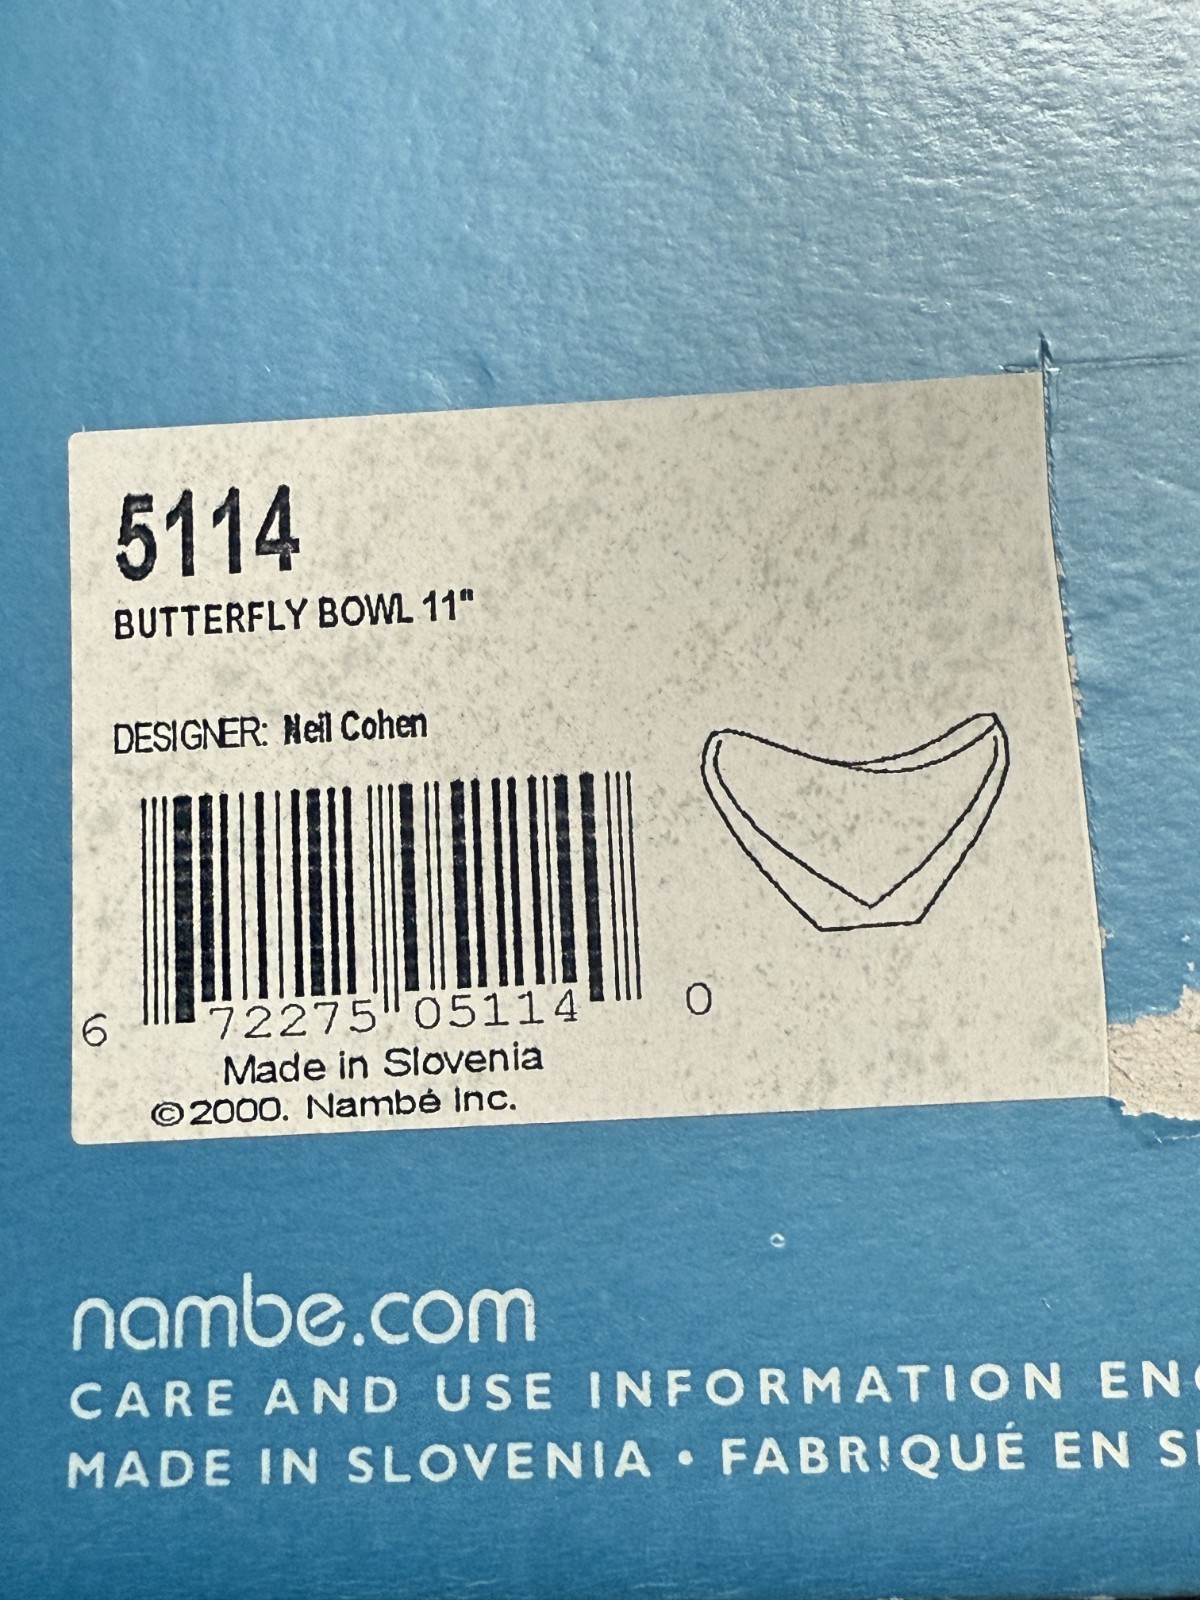 5114
BUTTERFLY BOWL 11"
DESIGNER: Neil Cohen
6 72275 05114 0
Made in Slovenia
©2000. Nambé Inc.
nambe.com
CARE AND USE INFORMATION EN
MADE IN SLOVENIA • FABRIQUÉ EN S